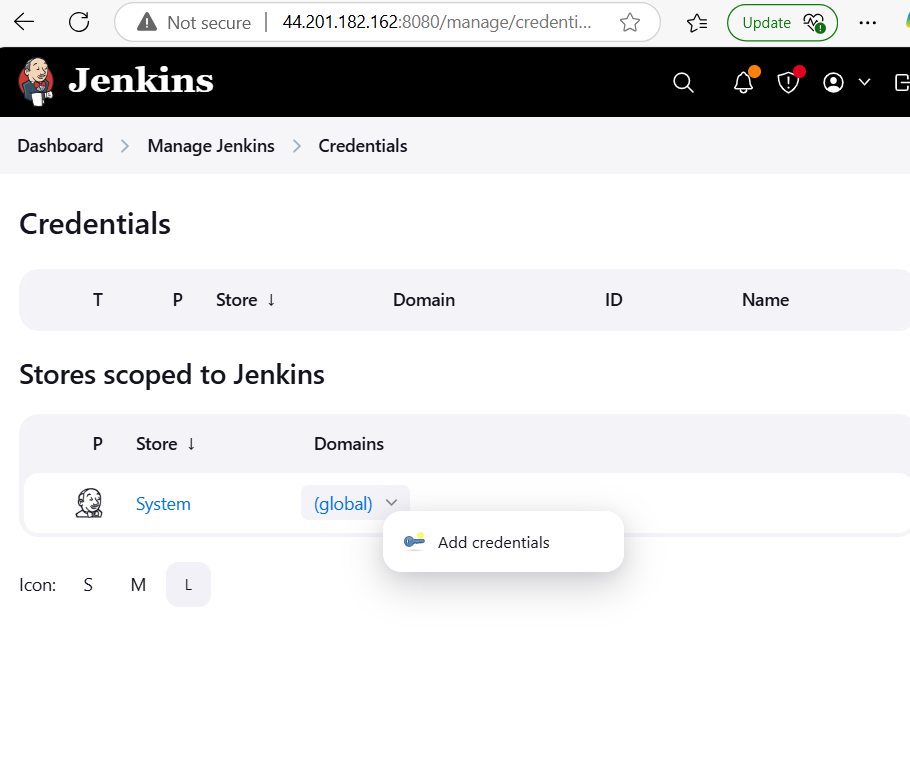 Not secure 44.201.182.162:8080/manage/credenti... Update
Jenkins
Dashboard Manage Jenkins Credentials
Credentials
T P Store ↓ Domain ID Name
Stores scoped to Jenkins
P Store ↓ Domains
System (global)
Add credentials
Icon: S M L